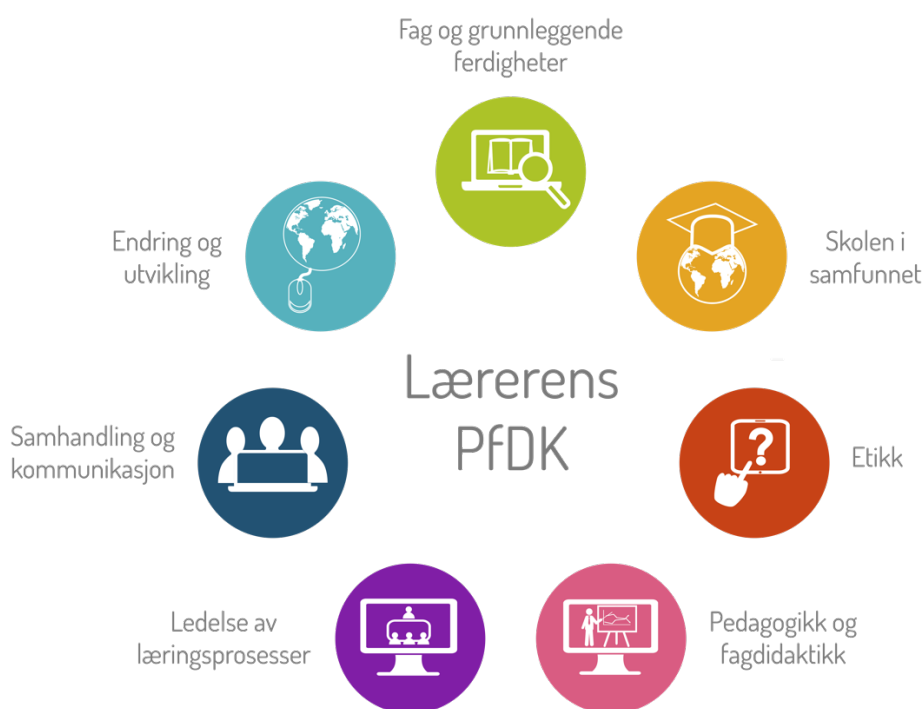 Fag og grunnleggende
ferdigheter
Skolen i
samfunnet
Etikk
Pedagogikk og
fagdidaktikk
Ledelse av
læringsprosesser
Samhandling og
kommunikasjon
Endring og
utvikling
Lærerens
PfDK
?